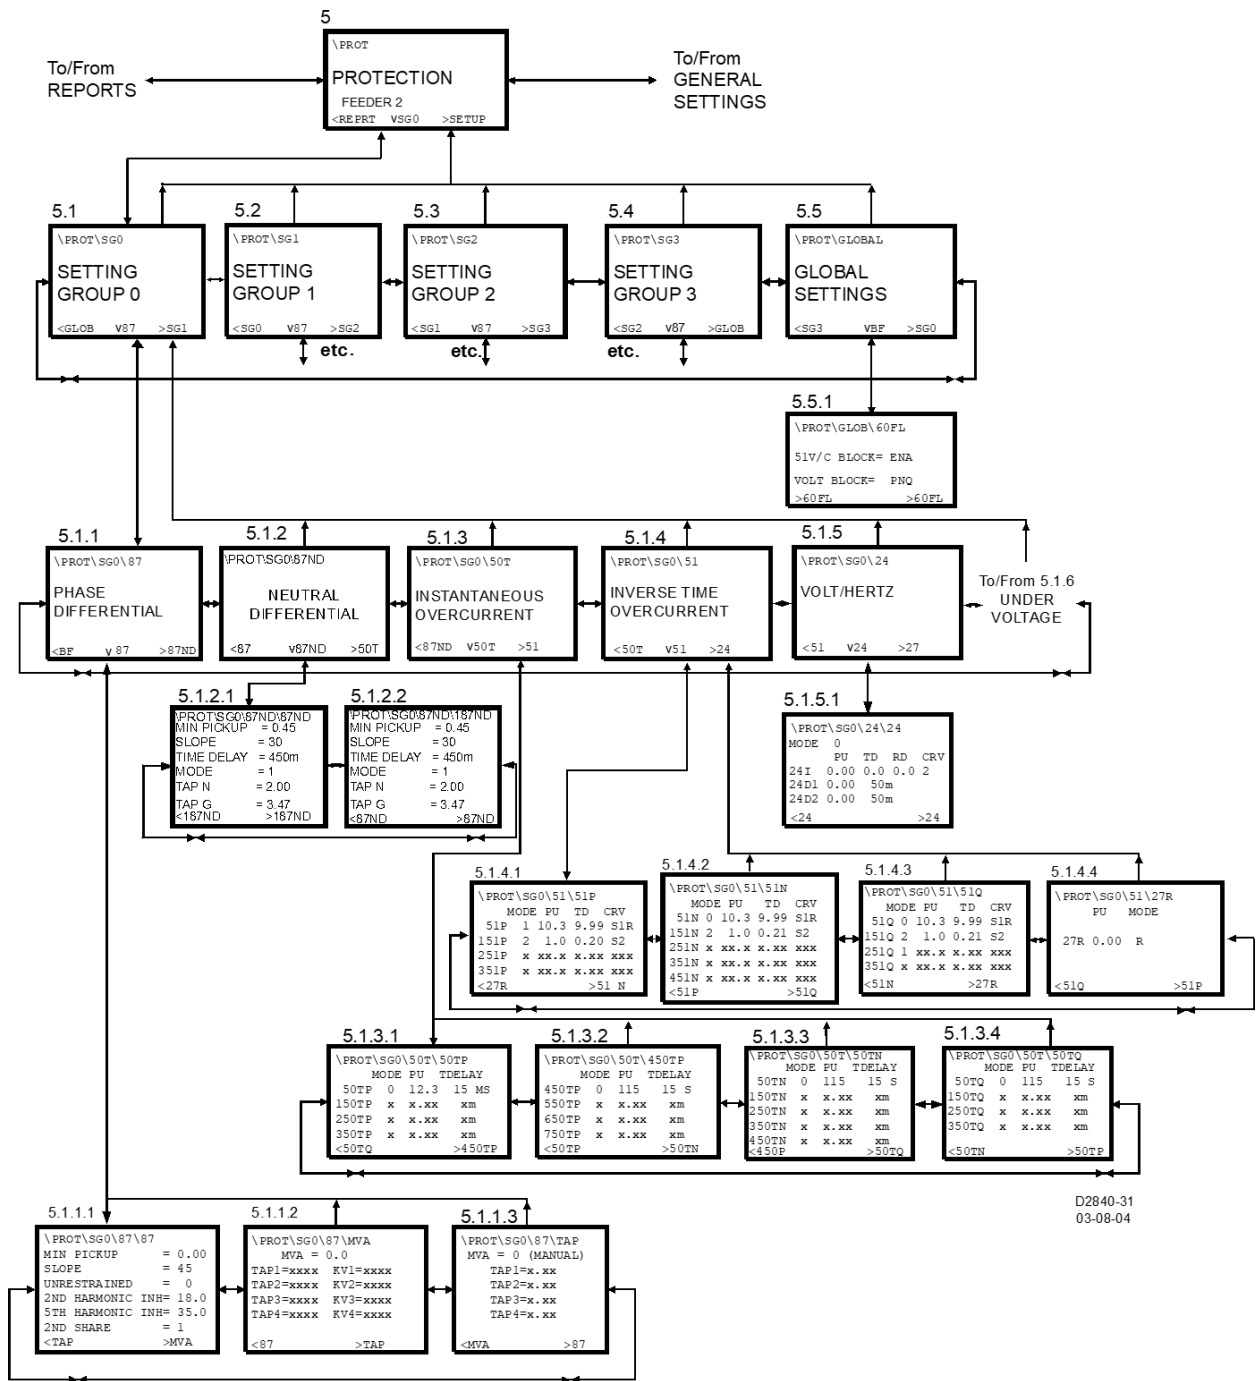 5
\PROT
PROTECTION
FEEDER 2
<REPRT VSG0 >SETUP
To/From
REPORTS
To/From
GENERAL
SETTINGS
5.1
\PROT\SG0
SETTING
GROUP 0
<GLOB V87 >SG1
5.2
\PROT\SG1
SETTING
GROUP 1
<SG0 V87 >SG2
etc.
5.3
\PROT\SG2
SETTING
GROUP 2
<SG1 V87 >SG3
etc.
5.4
\PROT\SG3
SETTING
GROUP 3
<SG2 V87 >GLOB
etc.
5.5
\PROT\GLOBAL
GLOBAL
SETTINGS
<SG3 VBF >SG0
5.5.1
\PROT\GLOB\60FL
51V/C BLOCK= ENA
VOLT BLOCK= PNQ
>60FL >60FL
5.1.1
\PROT\SG0\87
PHASE
DIFFERENTIAL
<BF V 87 >87ND
5.1.2
\PROT\SG0\87ND
NEUTRAL
DIFFERENTIAL
<87 V87ND >50T
5.1.3
\PROT\SG0\50T
INSTANTANEOUS
OVERCURRENT
<87ND V50T >51
5.1.4
\PROT\SG0\51
INVERSE TIME
OVERCURRENT
<50T V51 >24
5.1.5
\PROT\SG0\24
VOLT/HERTZ
<51 V24 >27
To/From 5.1.6
UNDER
VOLTAGE
5.1.2.1
\PROT\SG0\87ND\87ND
MIN PICKUP = 0.45
SLOPE = 30
TIME DELAY = 450m
MODE = 1
TAP N = 2.00
TAP G = 3.47
<187ND >187ND
5.1.2.2
\PROT\SG0\87ND\187ND
MIN PICKUP = 0.45
SLOPE = 30
TIME DELAY = 450m
MODE = 1
TAP N = 2.00
TAP G = 3.47
<87ND >87ND
5.1.5.1
\PROT\SG0\24\24
MODE 0
PU TD RD CRV
24I 0.00 0.0 0.0 2
24D1 0.00 50m
24D2 0.00 50m
<24 >24
5.1.4.1
\PROT\SG0\51\51P
MODE PU TD CRV
51P 1 10.3 9.99 S1R
151P 2 1.0 0.20 S2
251P x xx.x x.xx xxx
351P x xx.x x.xx xxx
<27R >51 N
5.1.4.2
\PROT\SG0\51\51N
MODE PU TD CRV
51N 0 10.3 9.99 S1R
151N 2 1.0 0.21 S2
251N x xx.x x.xx xxx
351N x xx.x x.xx xxx
451N x xx.x x.xx xxx
<51P >51Q
5.1.4.3
\PROT\SG0\51\51Q
MODE PU TD CRV
51Q 0 10.3 9.99 S1R
151Q 2 1.0 0.21 S2
251Q 1 xx.x x.xx xxx
351Q x xx.x x.xx xxx
<51N >27R
5.1.4.4
\PROT\SG0\51\27R
PU MODE
27R 0.00 R
<51Q >51P
5.1.3.1
\PROT\SG0\50T\50TP
MODE PU TDELAY
50TP 0 12.3 15 MS
150TP x x.xx xm
250TP x x.xx xm
350TP x x.xx xm
<50TQ >450TP
5.1.3.2
\PROT\SG0\50T\450TP
MODE PU TDELAY
450TP 0 115 15 S
550TP x x.xx xm
650TP x x.xx xm
750TP x x.xx xm
<50TP >50TN
5.1.3.3
\PROT\SG0\50T\50TN
MODE PU TDELAY
50TN 0 115 15 S
150TN x x.xx xm
250TN x x.xx xm
350TN x x.xx xm
450TN x x.xx xm
<450P >50TQ
5.1.3.4
\PROT\SG0\50T\50TQ
MODE PU TDELAY
50TQ 0 115 15 S
150TQ x x.xx xm
250TQ x x.xx xm
350TQ x x.xx xm
<50TN >50TP
D2840-31
03-08-04
5.1.1.1
\PROT\SG0\87\87
MIN PICKUP = 0.00
SLOPE = 45
UNRESTRAINED = 0
2ND HARMONIC INH= 18.0
5TH HARMONIC INH= 35.0
2ND SHARE = 1
<TAP >MVA
5.1.1.2
\PROT\SG0\87\MVA
MVA = 0.0
TAP1=xxxx KV1=xxxx
TAP2=xxxx KV2=xxxx
TAP3=xxxx KV3=xxxx
TAP4=xxxx KV4=xxxx
<87 >TAP
5.1.1.3
\PROT\SG0\87\TAP
MVA = 0 (MANUAL)
TAP1=x.xx
TAP2=x.xx
TAP3=x.xx
TAP4=x.xx
<MVA >87